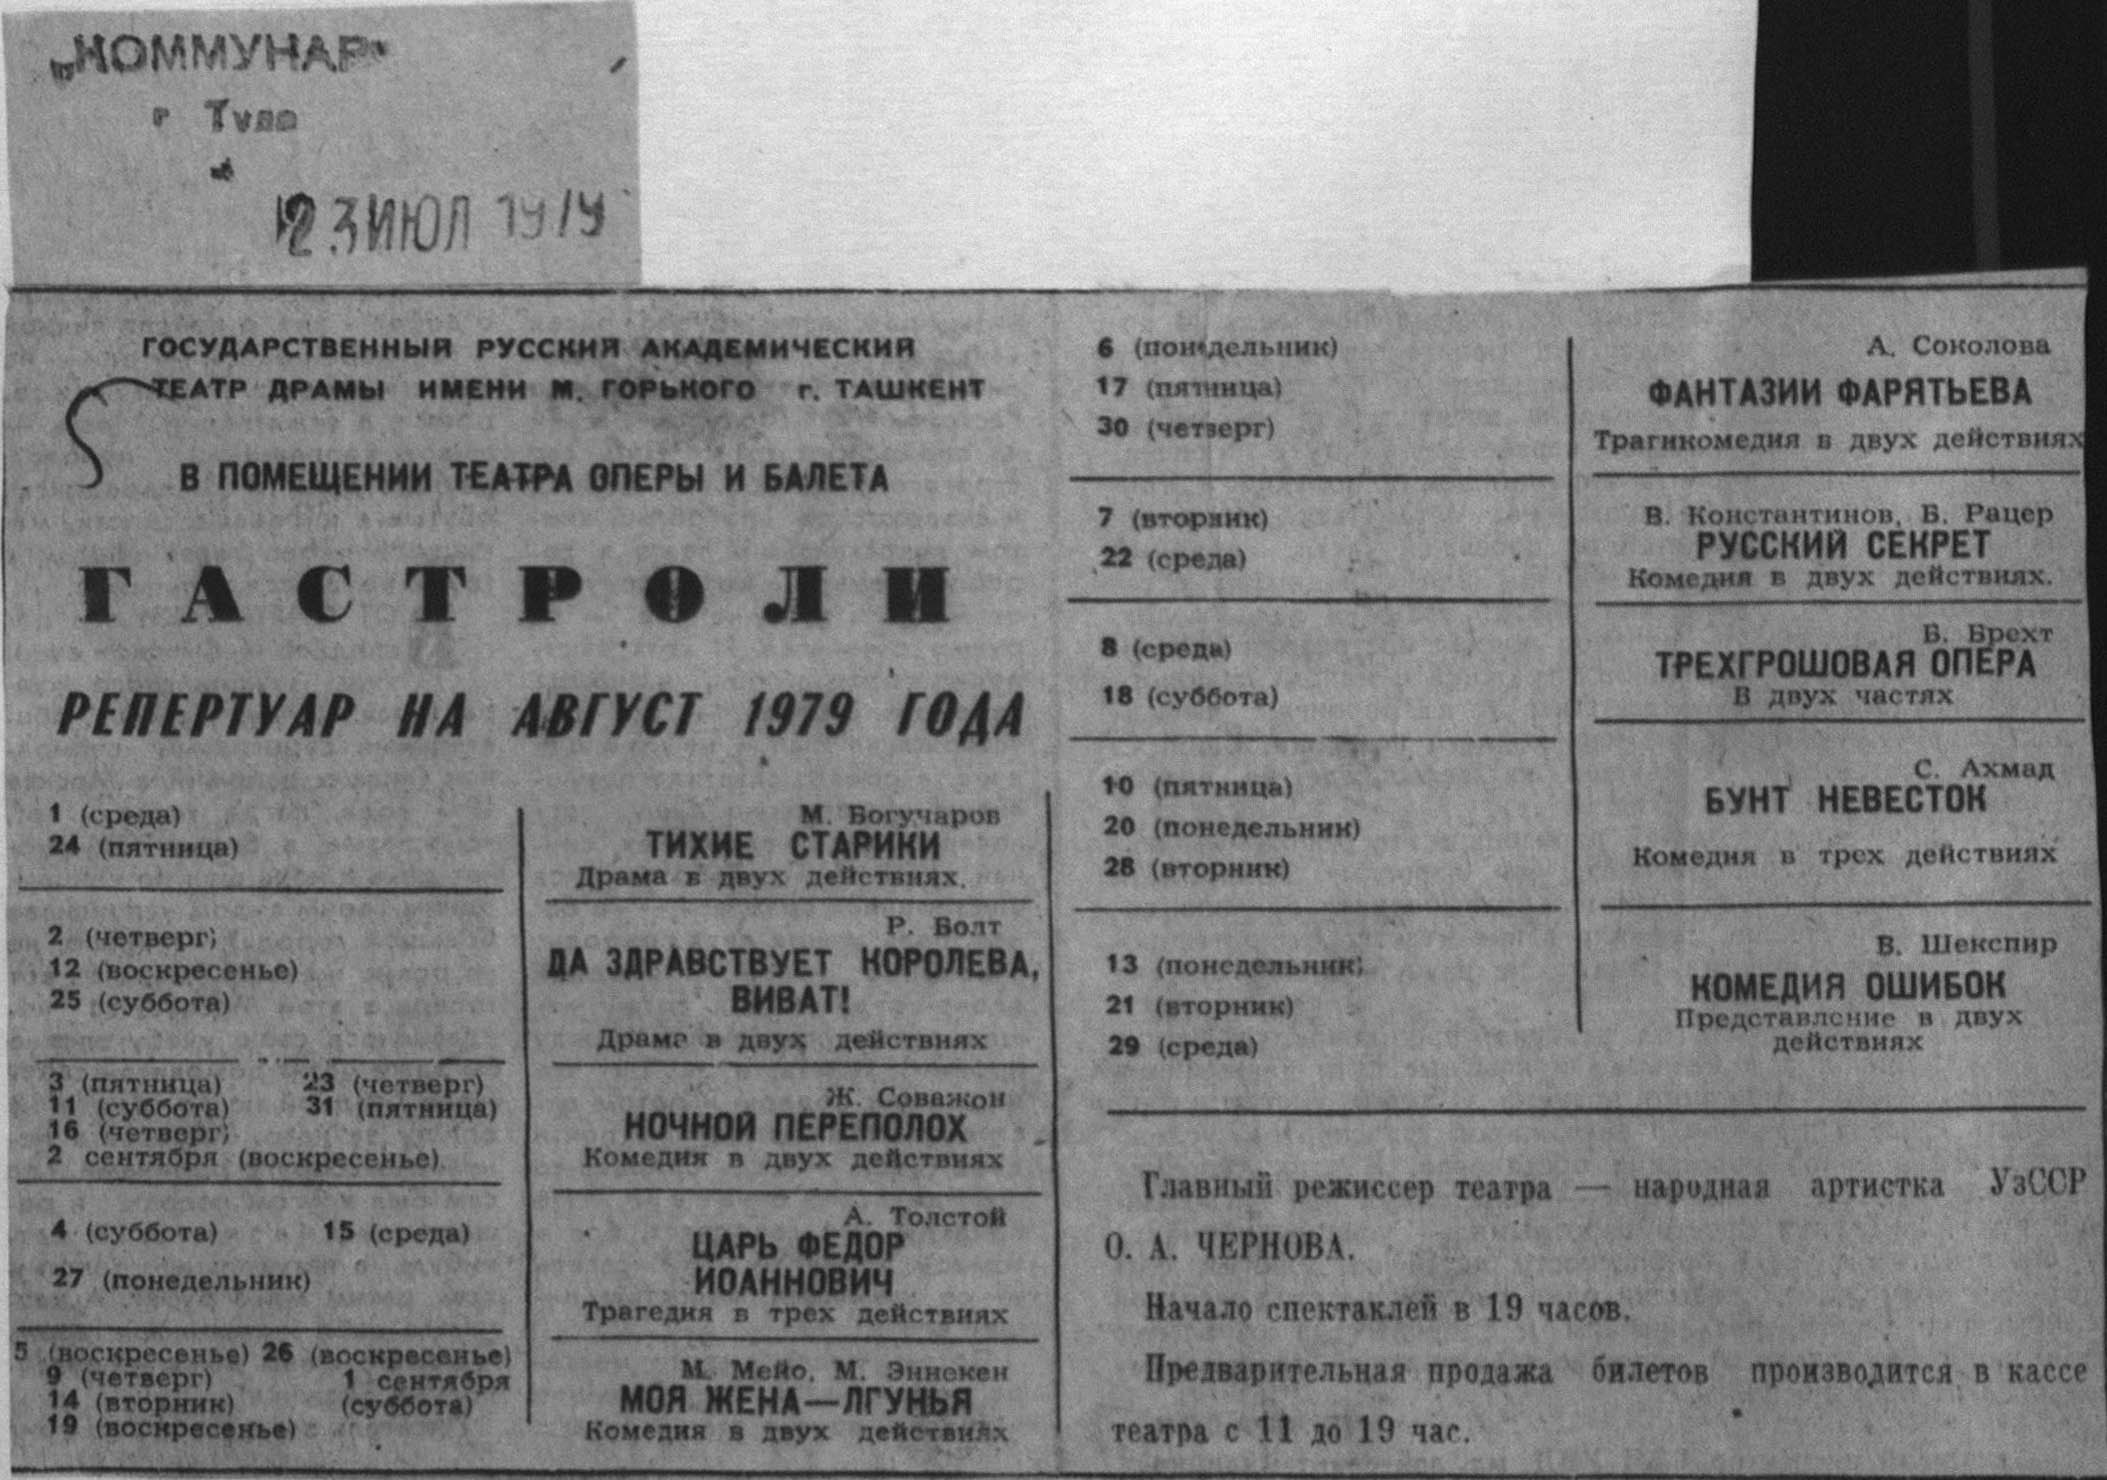 „КОММУНАР"
г Тула
23 ИЮЛ 1979
ГОСУДАРСТВЕННЫЙ РУССКИЙ АКАДЕМИЧЕСКИЙ
ТЕАТР ДРАМЫ ИМЕНИ М. ГОРЬКОГО г. ТАШКЕНТ
В ПОМЕЩЕНИИ ТЕАТРА ОПЕРЫ И БАЛЕТА
ГАСТРОЛИ
РЕПЕРТУАР НА АВГУСТ 1979 ГОДА
1 (среда)
24 (пятница)
М. Богучаров
ТИХИЕ СТАРИКИ
Драма в двух действиях.
2 (четверг)
12 (воскресенье)
25 (суббота)
Р. Болт
ДА ЗДРАВСТВУЕТ КОРОЛЕВА,
ВИВАТ!
Драма в двух действиях
3 (пятница) 23 (четверг)
11 (суббота) 31 (пятница)
16 (четверг)
2 сентября (воскресенье)
Ж. Соважон
НОЧНОЙ ПЕРЕПОЛОХ
Комедия в двух действиях
4 (суббота) 15 (среда)
27 (понедельник)
А. Толстой
ЦАРЬ ФЕДОР
ИОАННОВИЧ
Трагедия в трех действиях
5 (воскресенье) 26 (воскресенье)
9 (четверг) 1 сентября
14 (вторник) (суббота)
19 (воскресенье)
М. Мейо, М. Эннекен
МОЯ ЖЕНА—ЛГУНЬЯ
Комедия в двух действиях
6 (понедельник)
17 (пятница)
30 (четверг)
А. Соколова
ФАНТАЗИИ ФАРЯТЬЕВА
Трагикомедия в двух действиях
7 (вторник)
22 (среда)
В. Константинов, Б. Рацер
РУССКИЙ СЕКРЕТ
Комедия в двух действиях.
8 (среда)
18 (суббота)
Б. Брехт
ТРЕХГРОШОВАЯ ОПЕРА
В двух частях
10 (пятница)
20 (понедельник)
28 (вторник)
С. Ахмад
БУНТ НЕВЕСТОК
Комедия в трех действиях
13 (понедельник)
21 (вторник)
29 (среда)
В. Шекспир
КОМЕДИЯ ОШИБОК
Представление в двух
действиях
Главный режиссер театра — народная артистка УзССР
О. А. ЧЕРНОВА.
Начало спектаклей в 19 часов.
Предварительная продажа билетов производится в кассе
театра с 11 до 19 час.